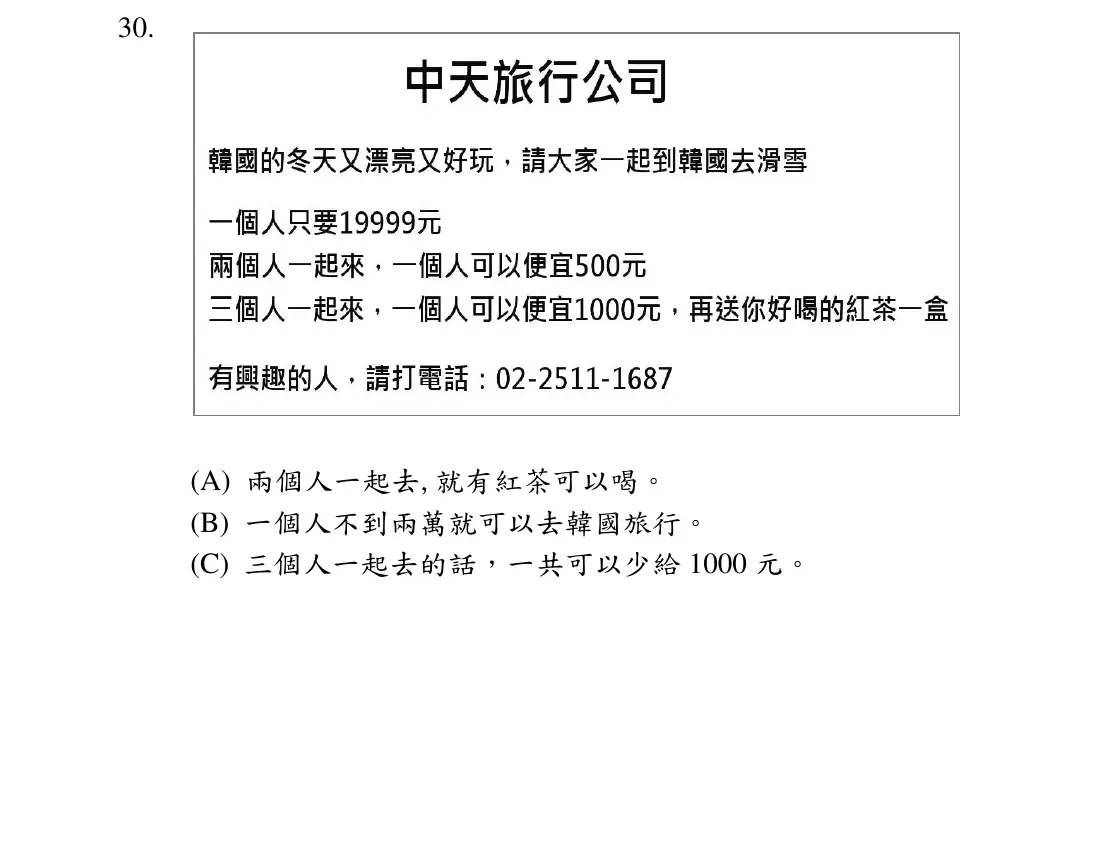 30.
中天旅行公司
韓國的冬天又漂亮又好玩，請大家一起到韓國去滑雪
一個人只要19999元
兩個人一起來，一個人可以便宜500元
三個人一起來，一個人可以便宜1000元，再送你好喝的紅茶一盒
有興趣的人，請打電話：02-2511-1687
(A) 兩個人一起去, 就有紅茶可以喝。
(B) 一個人不到兩萬就可以去韓國旅行。
(C) 三個人一起去的話，一共可以少給 1000 元。